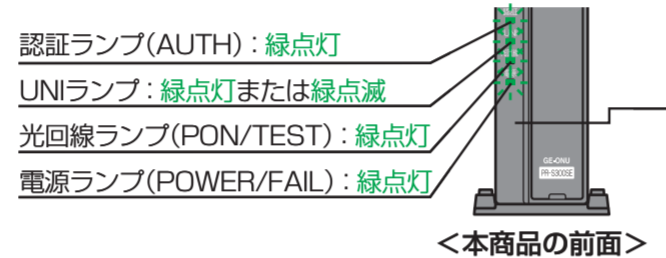 認証ランプ(AUTH)：緑点灯
UNIランプ：緑点灯または緑点滅
光回線ランプ(PON/TEST)：緑点灯
電源ランプ(POWER/FAIL)：緑点灯
GE-ONU
PR-S300SE
＜本商品の前面＞